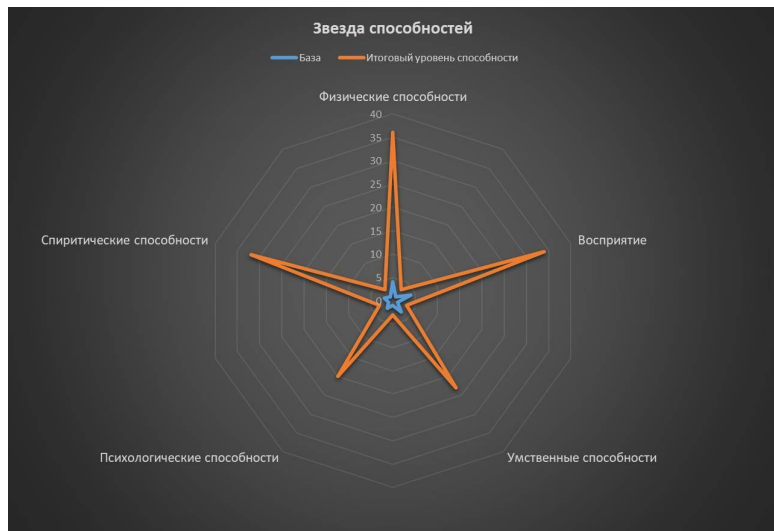 Звезда способностей
База
Итоговый уровень способности
Физические способности
40
35
30
25
20
15
10
5
0
Спиритические способности
Восприятие
Психологические способности
Умственные способности